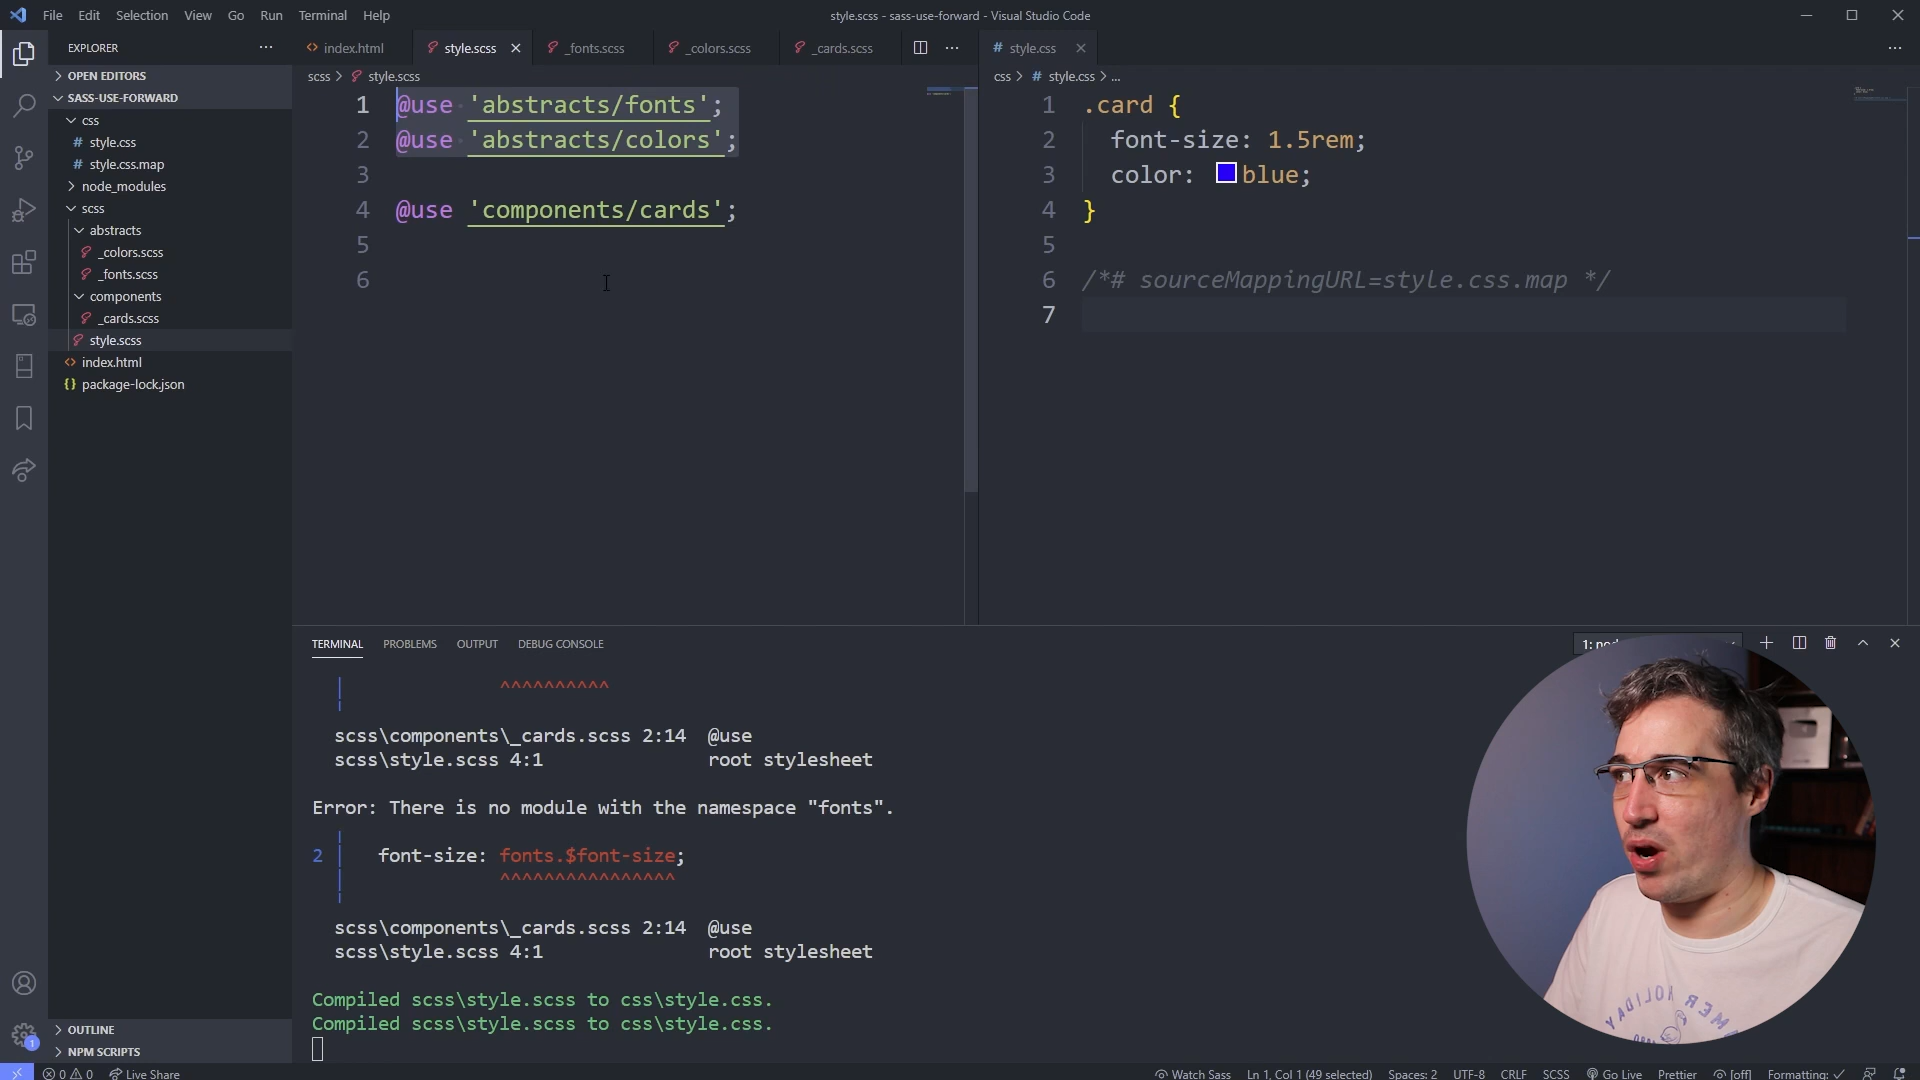 File Edit Selection View Go Run Terminal Help
style.scss - sass-use-forward - Visual Studio Code
EXPLORER
OPEN EDITORS
SASS-USE-FORWARD
css
style.css
style.css.map
node_modules
scss
abstracts
_colors.scss
_fonts.scss
components
_cards.scss
style.scss
index.html
package-lock.json
OUTLINE
NPM SCRIPTS
index.html style.scss _fonts.scss _colors.scss _cards.scss
scss > style.scss
1 @use 'abstracts/fonts';
2 @use 'abstracts/colors';
3
4 @use 'components/cards';
5
6
style.css
css > # style.css > ...
1 .card {
2 font-size: 1.5rem;
3 color: blue;
4 }
5
6 /*# sourceMappingURL=style.css.map */
7
TERMINAL PROBLEMS OUTPUT DEBUG CONSOLE
^^^^^^^^^^
scss\components\_cards.scss 2:14 @use
scss\style.scss 4:1 root stylesheet
Error: There is no module with the namespace "fonts".
2 | font-size: fonts.$font-size;
^^^^^^^^^^^^^^^^
scss\components\_cards.scss 2:14 @use
scss\style.scss 4:1 root stylesheet
Compiled scss\style.scss to css\style.css.
Compiled scss\style.scss to css\style.css.
1
0 0 Live Share
Watch Sass Ln 1, Col 1 (49 selected) Spaces: 2 UTF-8 CRLF SCSS Go Live Prettier [off] Formatting: ✓